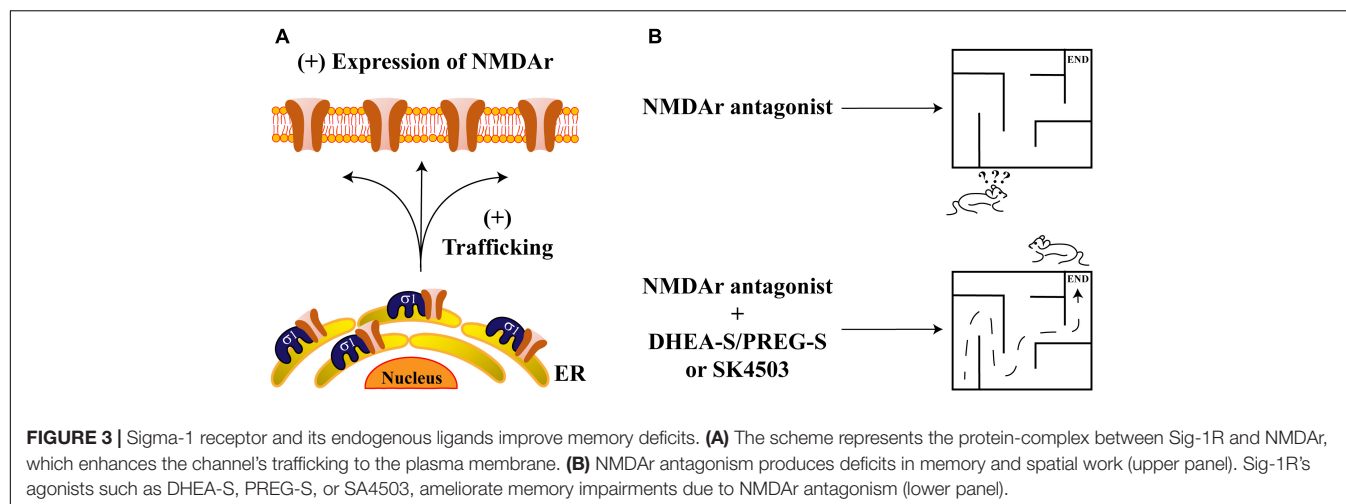 A
(+) Expression of NMDAr
(+)
Trafficking
σ1
σ1
σ1
σ1
Nucleus
ER
B
NMDAr antagonist
END
???
NMDAr antagonist
+
DHEA-S/PREG-S
or SK4503
END
FIGURE 3 | Sigma-1 receptor and its endogenous ligands improve memory deficits. (A) The scheme represents the protein-complex between Sig-1R and NMDAr,
which enhances the channel's trafficking to the plasma membrane. (B) NMDAr antagonism produces deficits in memory and spatial work (upper panel). Sig-1R's
agonists such as DHEA-S, PREG-S, or SA4503, ameliorate memory impairments due to NMDAr antagonism (lower panel).